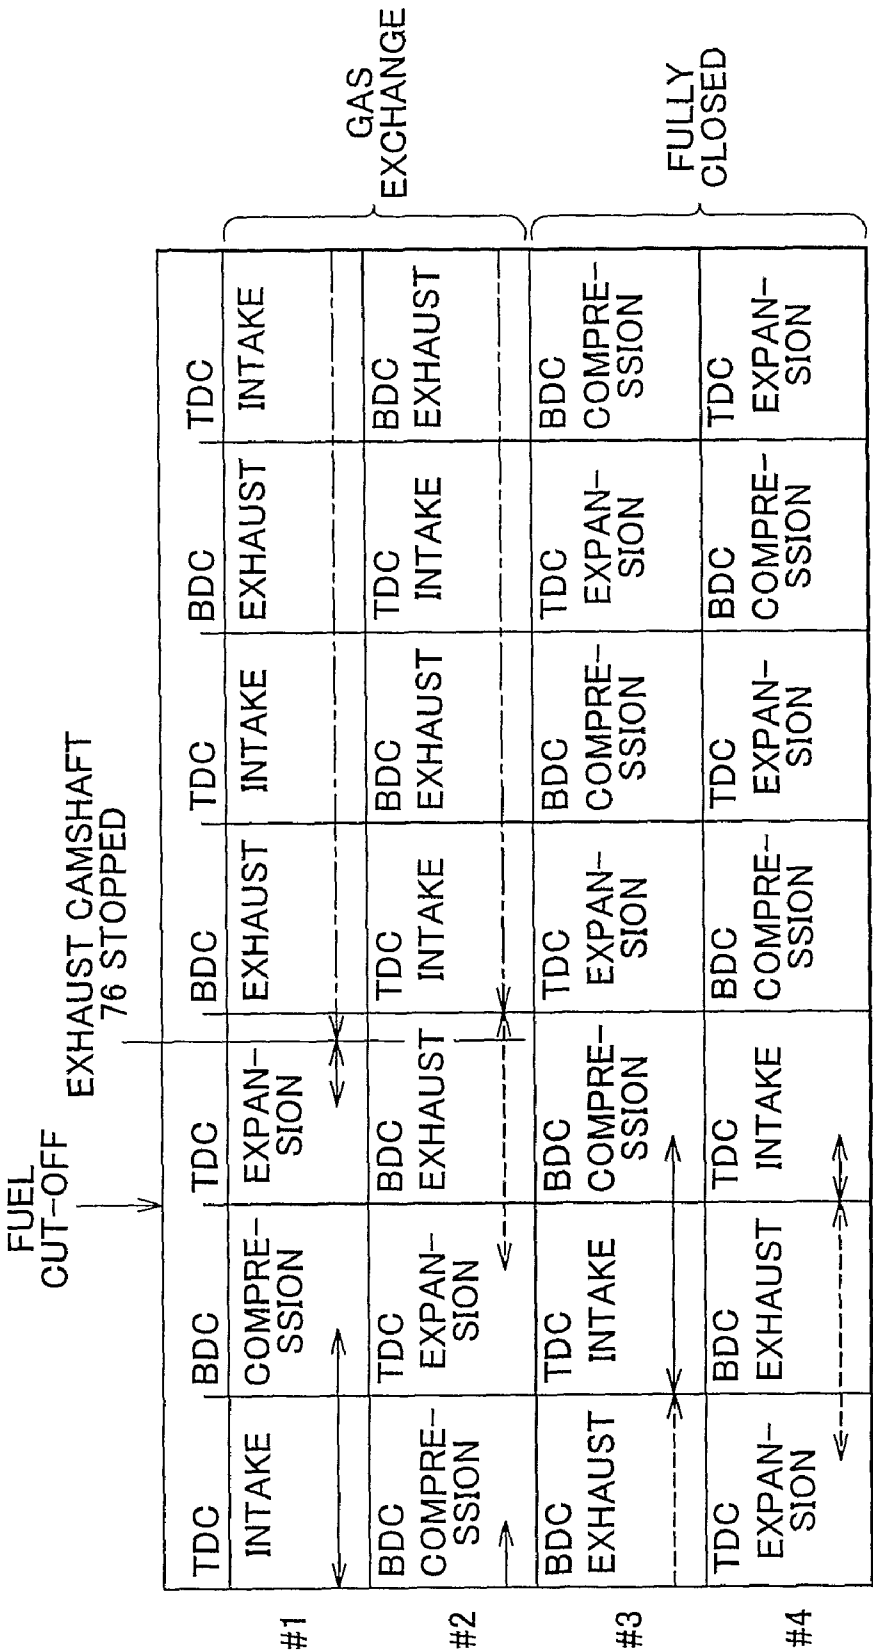 FUEL
CUT-OFF
EXHAUST CAMSHAFT
76 STOPPED
TDC BDC TDC BDC TDC BDC TDC
#1
INTAKE
COMPRE-
SSION
EXPAN-
SION
EXHAUST
INTAKE
EXHAUST
INTAKE
#2
BDC
COMPRE-
SSION
TDC
EXPAN-
SION
BDC
EXHAUST
TDC
INTAKE
BDC
EXHAUST
TDC
INTAKE
BDC
EXHAUST
GAS
EXCHANGE
#3
BDC
EXHAUST
TDC
INTAKE
BDC
COMPRE-
SSION
TDC
EXPAN-
SION
BDC
COMPRE-
SSION
TDC
EXPAN-
SION
BDC
COMPRE-
SSION
#4
TDC
EXPAN-
SION
BDC
EXHAUST
TDC
INTAKE
BDC
COMPRE-
SSION
TDC
EXPAN-
SION
BDC
COMPRE-
SSION
TDC
EXPAN-
SION
FULLY
CLOSED